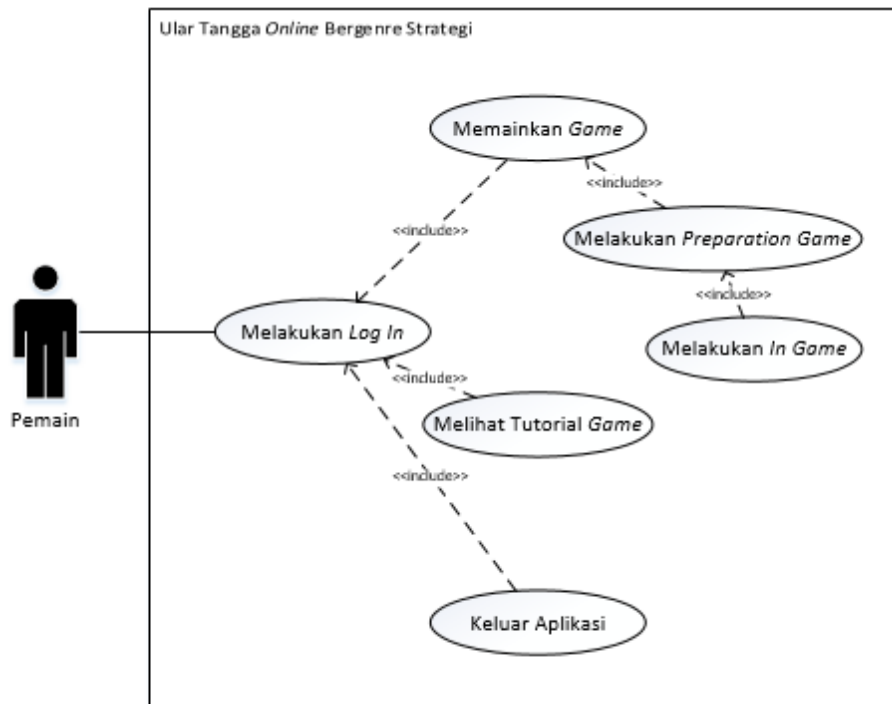 Ular Tangga Online Bergenre Strategi
Memainkan Game
<<include>>
Melakukan Preparation Game
<<include>>
<<include>>
Melakukan Log In
Melakukan In Game
<<include>>
Melihat Tutorial Game
Pemain
<<include>>
Keluar Aplikasi